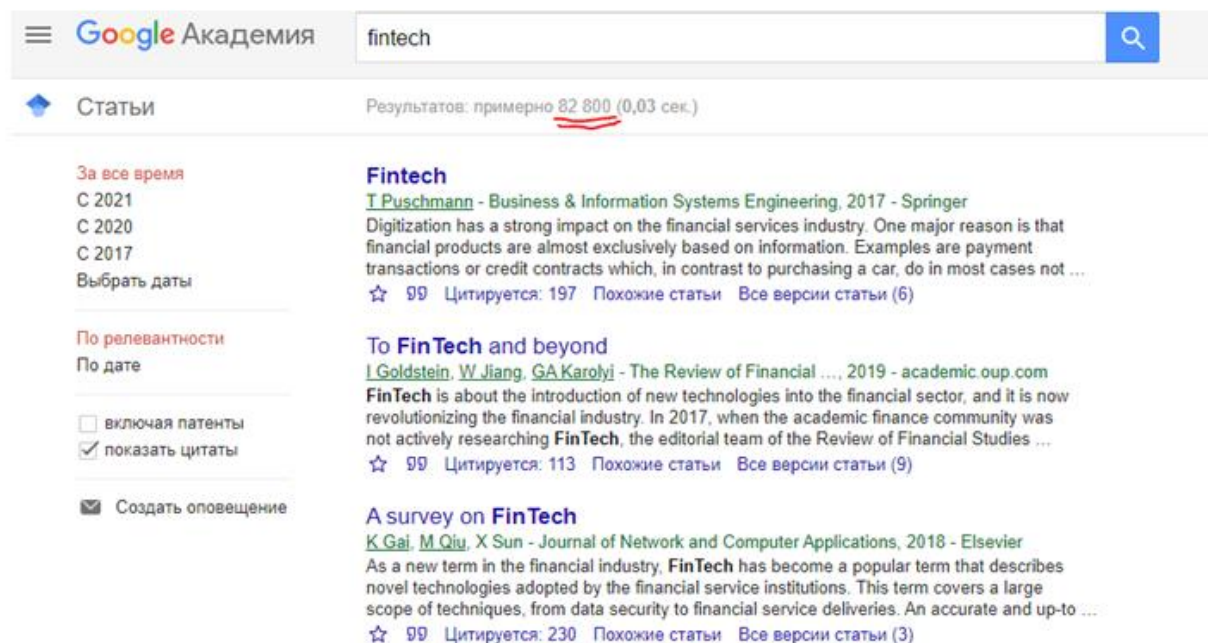 Google Академия
fintech
Статьи
Результатов: примерно 82 800 (0,03 сек.)
За все время
С 2021
С 2020
С 2017
Выбрать даты
По релевантности
По дате
включая патенты
показать цитаты
Создать оповещение
Fintech
T Puschmann - Business & Information Systems Engineering, 2017 - Springer
Digitization has a strong impact on the financial services industry. One major reason is that
financial products are almost exclusively based on information. Examples are payment
transactions or credit contracts which, in contrast to purchasing a car, do in most cases not ...
Цитируется: 197 Похожие статьи Все версии статьи (6)
To FinTech and beyond
I Goldstein, W Jiang, GA Karolyi - The Review of Financial ..., 2019 - academic.oup.com
FinTech is about the introduction of new technologies into the financial sector, and it is now
revolutionizing the financial industry. In 2017, when the academic finance community was
not actively researching FinTech, the editorial team of the Review of Financial Studies ...
Цитируется: 113 Похожие статьи Все версии статьи (9)
A survey on FinTech
K Gai, M Qiu, X Sun - Journal of Network and Computer Applications, 2018 - Elsevier
As a new term in the financial industry, FinTech has become a popular term that describes
novel technologies adopted by the financial service institutions. This term covers a large
scope of techniques, from data security to financial service deliveries. An accurate and up-to ...
Цитируется: 230 Похожие статьи Все версии статьи (3)